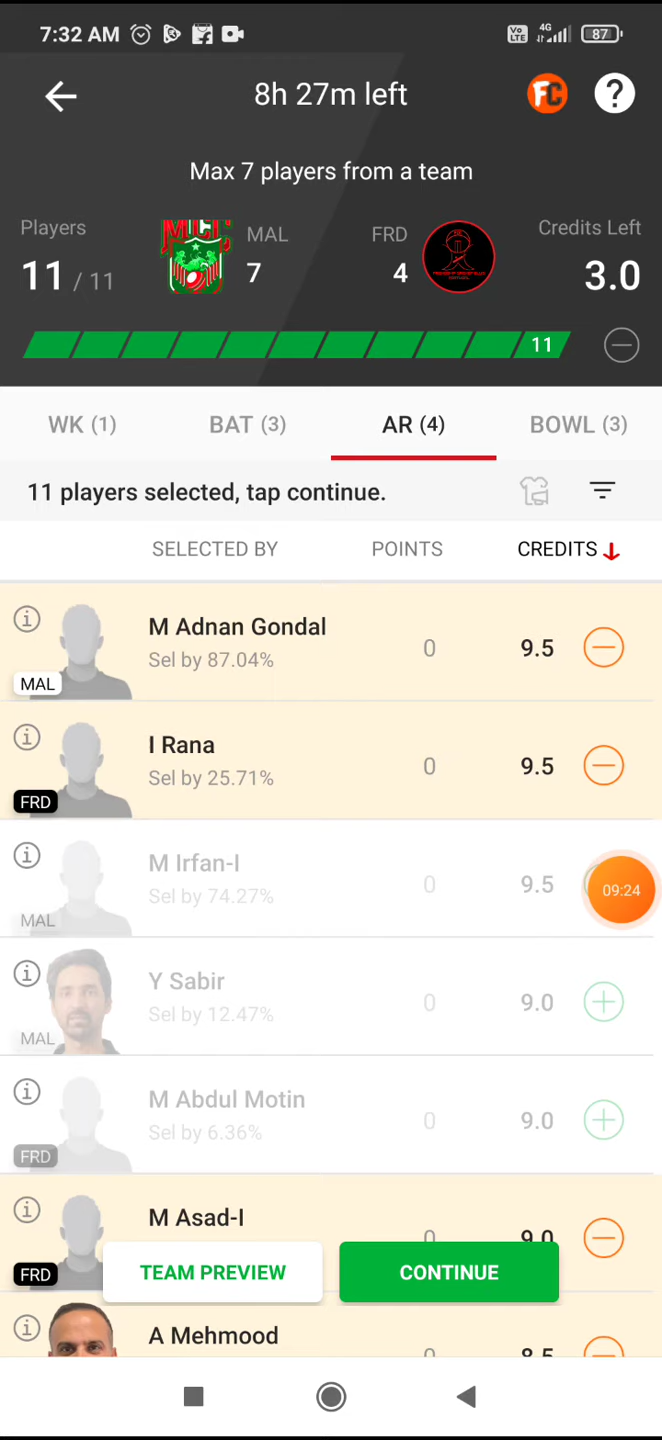 7:32 AM
Vo LTE 4G 87
8h 27m left
FC ?
Max 7 players from a team
Players MAL FRD Credits Left
11 / 11 7 4 3.0
11
WK (1) BAT (3) AR (4) BOWL (3)
11 players selected, tap continue.
SELECTED BY POINTS CREDITS
M Adnan Gondal
Sel by 87.04% 0 9.5
MAL
I Rana
Sel by 25.71% 0 9.5
FRD
M Irfan-I
Sel by 74.27% 0 9.5 09:24
MAL
Y Sabir
Sel by 12.47% 0 9.0
MAL
M Abdul Motin
Sel by 6.36% 0 9.0
FRD
M Asad-I
0 9.0
FRD TEAM PREVIEW CONTINUE
A Mehmood
0 8.5